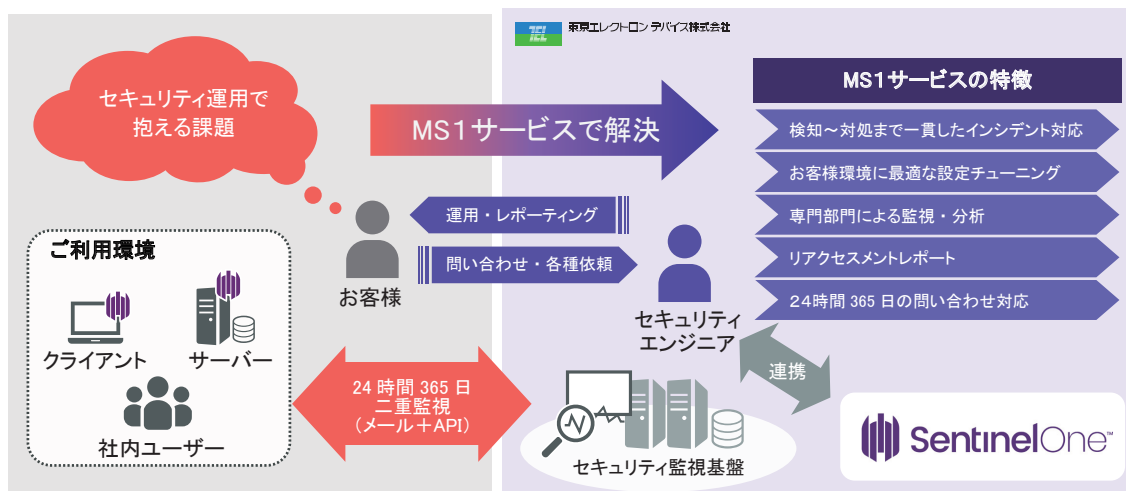 TEL 東京エレクトロン デバイス株式会社
セキュリティ運用で
抱える課題
MS1サービスで解決
MS1サービスの特徴
検知~対処まで一貫したインシデント対応
お客様環境に最適な設定チューニング
専門部門による監視・分析
リアクセスメントレポート
24時間 365 日の問い合わせ対応
運用・レポーティング
問い合わせ・各種依頼
お客様
セキュリティ
エンジニア
ご利用環境
クライアント
サーバー
社内ユーザー
24 時間 365 日
二重監視
(メール+API)
セキュリティ監視基盤
連携
SentinelOne™